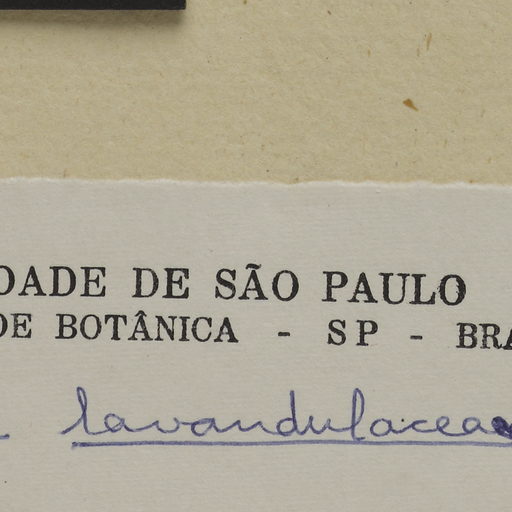 DADE DE SÃO PAULO
DE BOTÂNICA - SP - BRA
lavandulacea